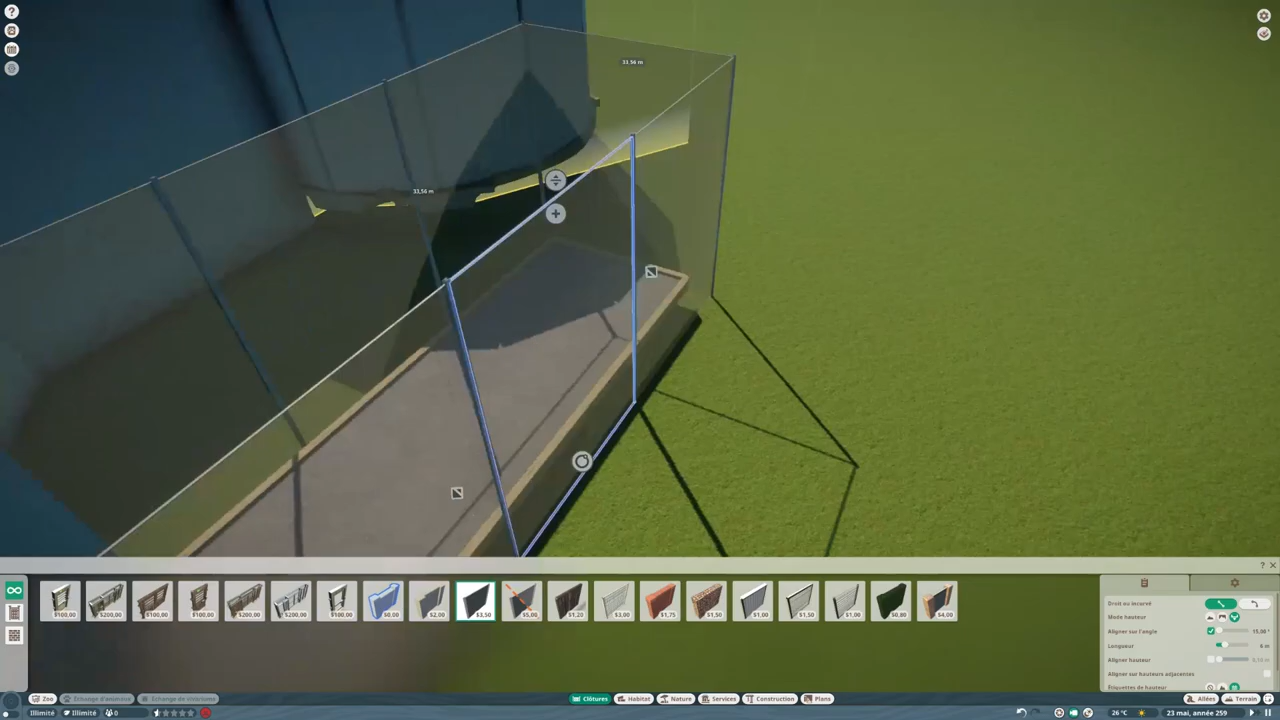 33,56 m
33,56 m
$100,00
$200,00
$100,00
$100,00
$200,00
$200,00
$100,00
$0,00
$2,00
$3,50
$5,00
$1,20
$3,00
$1,75
$1,50
$1,00
$1,50
$1,00
$0,80
$4,00
Droit ou incurvé
Mode hauteur
Aligner sur l'angle
15,00°
Longueur
6 m
Aligner hauteur
Aligner sur hauteurs adjacentes
Étiquettes de hauteur
Zoo
Échange d'animaux
Échange de vivariums
Clôtures
Habitat
Nature
Services
Construction
Plans
Allées
Terrain
Illimité
Illimité
0
26 °C
23 mai, année 259